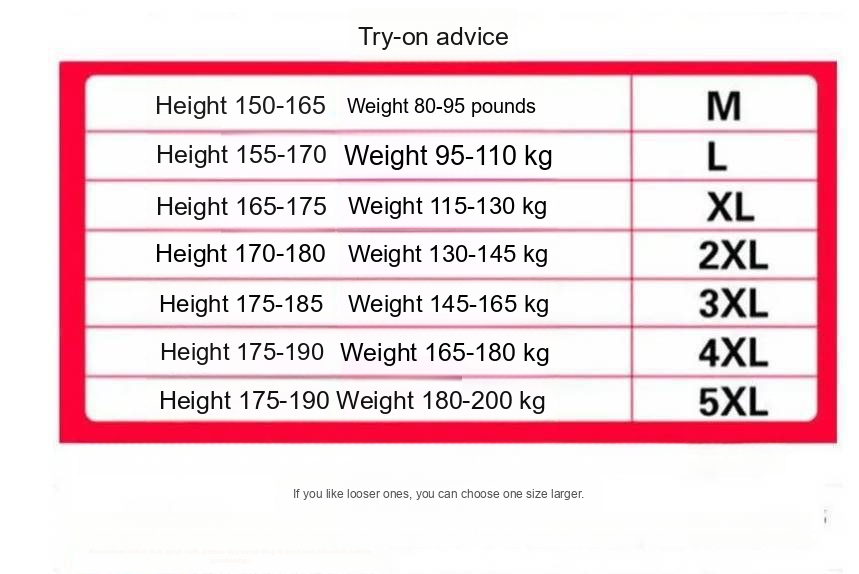 Try-on advice
Height 150-165 Weight 80-95 pounds M
Height 155-170 Weight 95-110 kg L
Height 165-175 Weight 115-130 kg XL
Height 170-180 Weight 130-145 kg 2XL
Height 175-185 Weight 145-165 kg 3XL
Height 175-190 Weight 165-180 kg 4XL
Height 175-190 Weight 180-200 kg 5XL
If you like looser ones, you can choose one size larger.